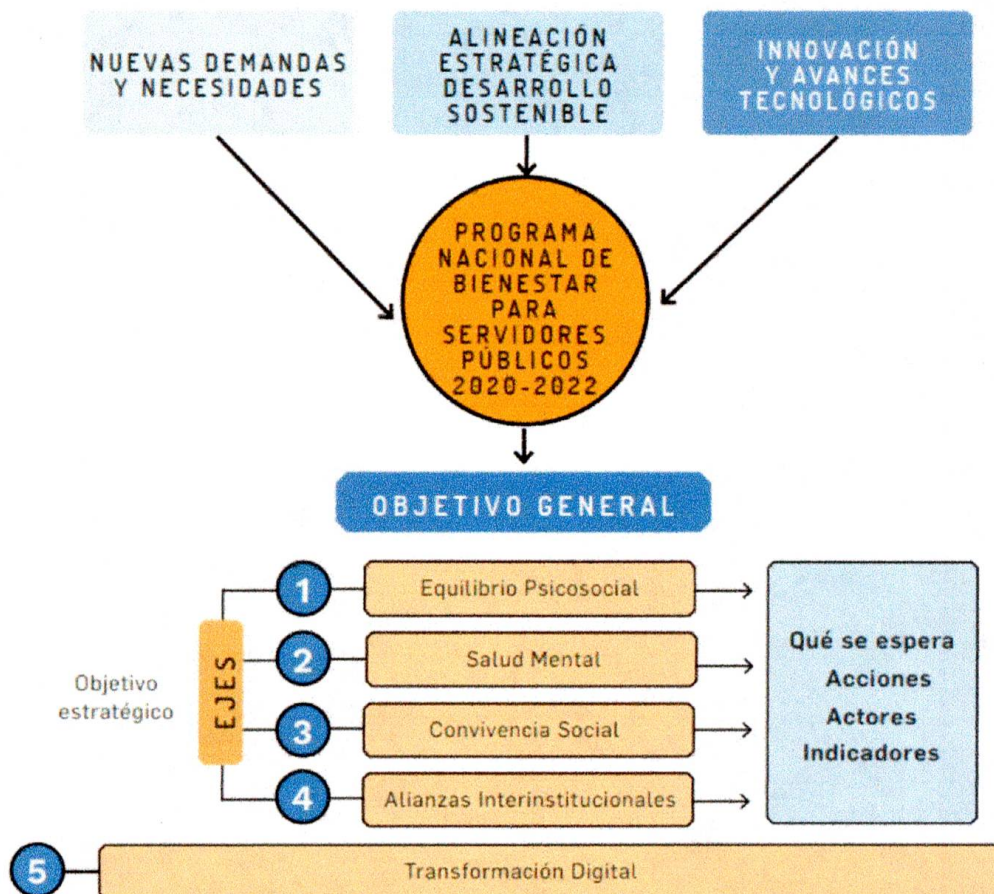 NUEVAS DEMANDAS
Y NECESIDADES
ALINEACIÓN
ESTRATÉGICA
DESARROLLO
SOSTENIBLE
INNOVACIÓN
Y AVANCES
TECNOLÓGICOS
PROGRAMA
NACIONAL DE
BIENESTAR
PARA
SERVIDORES
PÚBLICOS
2020-2022
OBJETIVO GENERAL
Objetivo
estratégico
EJES
1 Equilibrio Psicosocial
2 Salud Mental
3 Convivencia Social
4 Alianzas Interinstitucionales
Qué se espera
Acciones
Actores
Indicadores
5 Transformación Digital